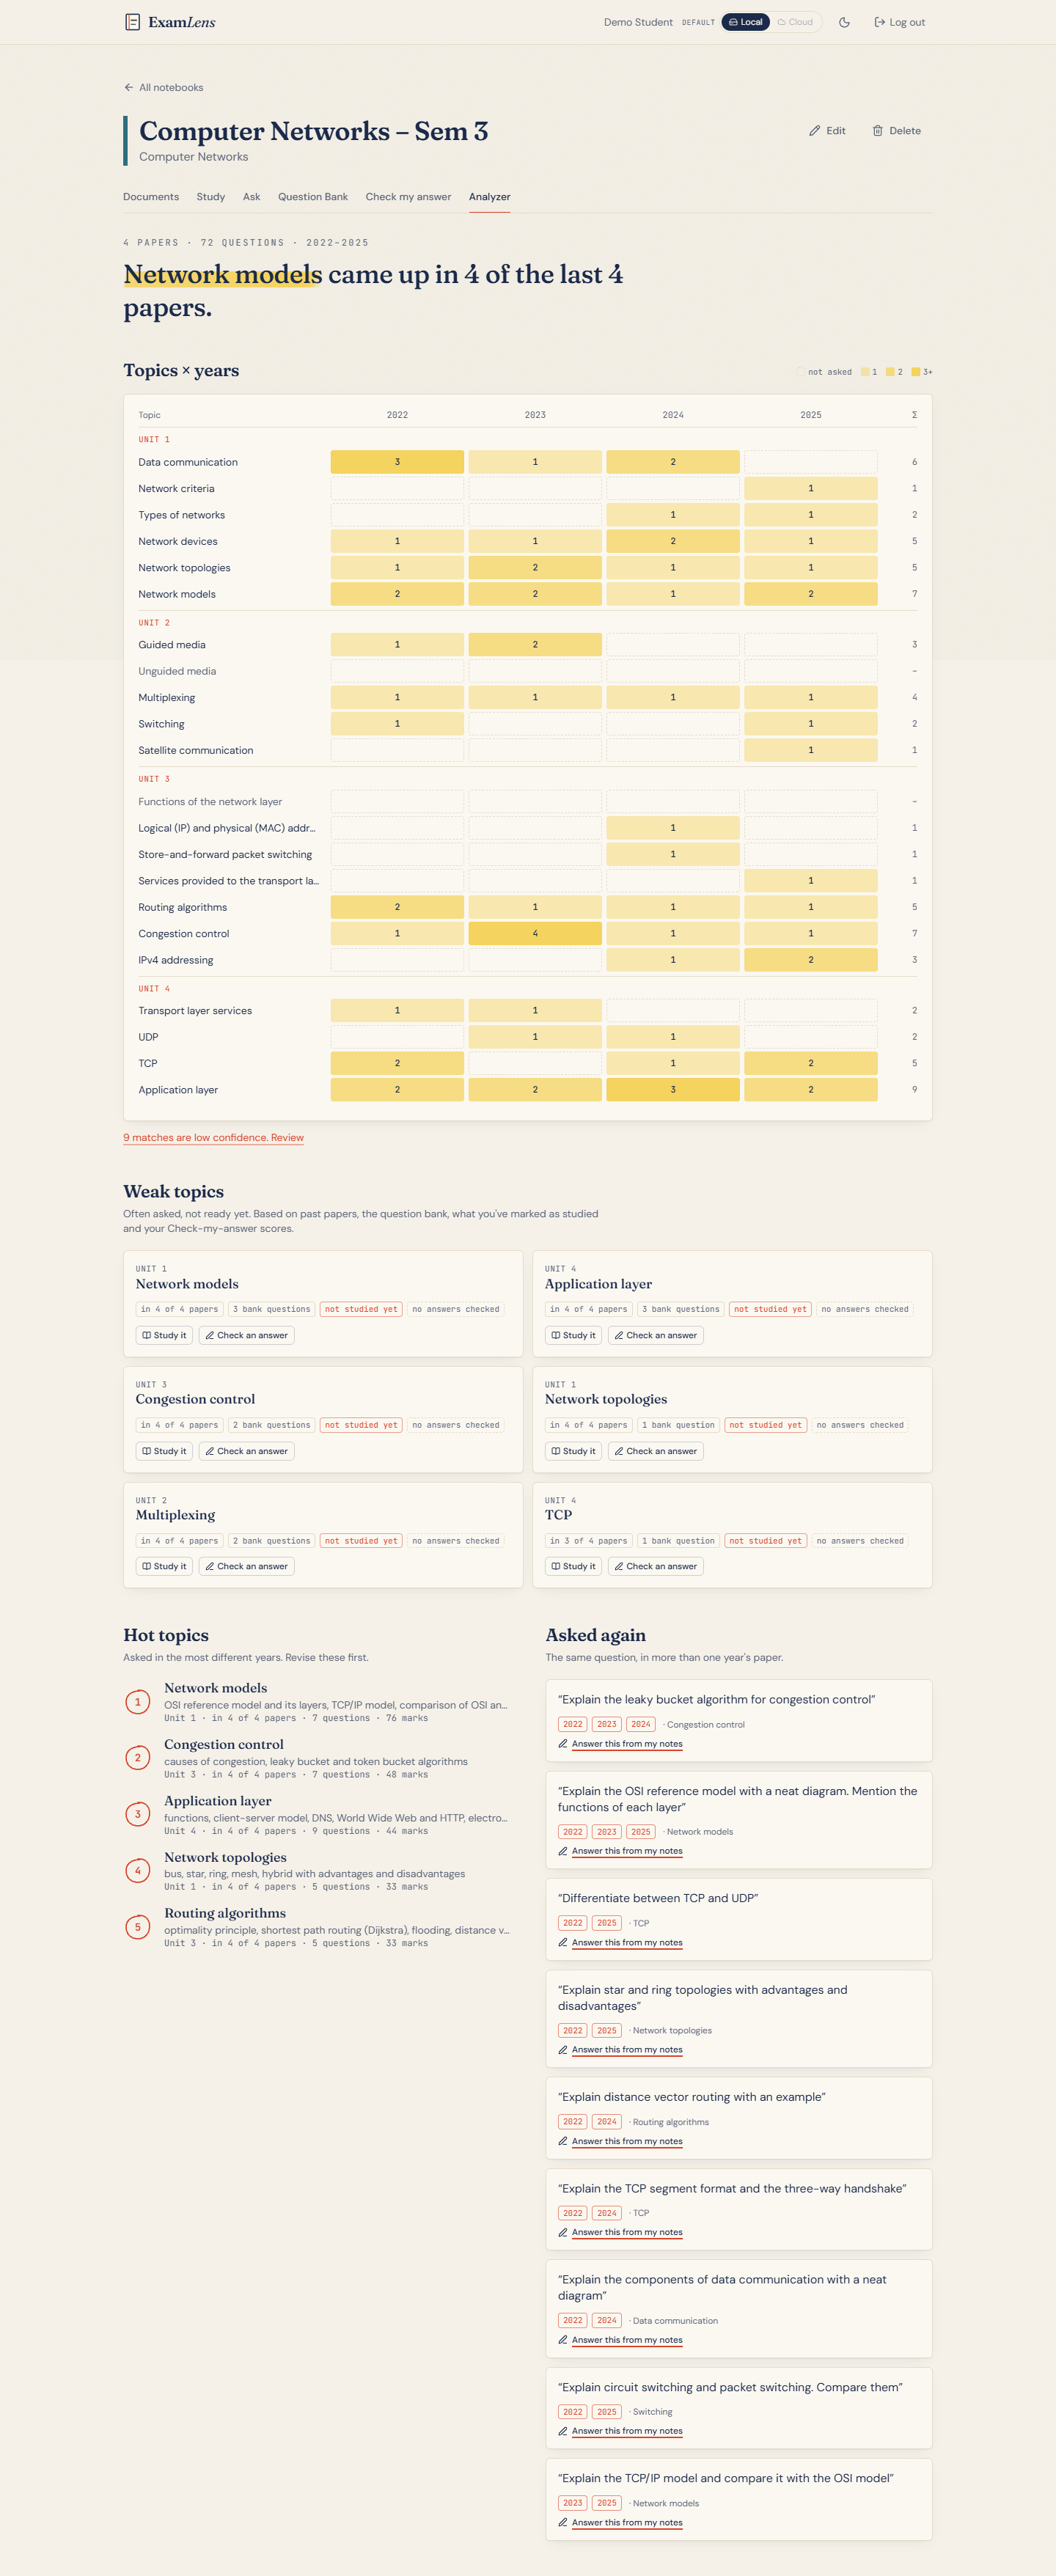 ExamLens
Demo Student DEFAULT Local Cloud Log out
All notebooks
Computer Networks – Sem 3
Computer Networks
Edit Delete
Documents Study Ask Question Bank Check my answer Analyzer
4 PAPERS · 72 QUESTIONS · 2022–2025
Network models came up in 4 of the last 4
papers.
Topics × years
not asked 1 2 3+
Topic 2022 2023 2024 2025 Σ
UNIT 1
Data communication 3 1 2 6
Network criteria 1 1
Types of networks 1 1 2
Network devices 1 1 2 1 5
Network topologies 1 2 1 1 5
Network models 2 2 1 2 7
UNIT 2
Guided media 1 2 3
Unguided media –
Multiplexing 1 1 1 1 4
Switching 1 1 2
Satellite communication 1 1
UNIT 3
Functions of the network layer –
Logical (IP) and physical (MAC) addr... 1 1
Store-and-forward packet switching 1 1
Services provided to the transport la... 1 1
Routing algorithms 2 1 1 1 5
Congestion control 1 4 1 1 7
IPv4 addressing 1 2 3
UNIT 4
Transport layer services 1 1 2
UDP 1 1 2
TCP 2 1 2 5
Application layer 2 2 3 2 9
9 matches are low confidence. Review
Weak topics
Often asked, not ready yet. Based on past papers, the question bank, what you've marked as studied
and your Check-my-answer scores.
UNIT 1
Network models
in 4 of 4 papers 3 bank questions not studied yet no answers checked
Study it Check an answer
UNIT 4
Application layer
in 4 of 4 papers 3 bank questions not studied yet no answers checked
Study it Check an answer
UNIT 3
Congestion control
in 4 of 4 papers 2 bank questions not studied yet no answers checked
Study it Check an answer
UNIT 1
Network topologies
in 4 of 4 papers 1 bank question not studied yet no answers checked
Study it Check an answer
UNIT 2
Multiplexing
in 4 of 4 papers 2 bank questions not studied yet no answers checked
Study it Check an answer
UNIT 4
TCP
in 3 of 4 papers 1 bank question not studied yet no answers checked
Study it Check an answer
Hot topics
Asked in the most different years. Revise these first.
1 Network models
OSI reference model and its layers, TCP/IP model, comparison of OSI an...
Unit 1 · in 4 of 4 papers · 7 questions · 76 marks
2 Congestion control
causes of congestion, leaky bucket and token bucket algorithms
Unit 3 · in 4 of 4 papers · 7 questions · 48 marks
3 Application layer
functions, client-server model, DNS, World Wide Web and HTTP, electro...
Unit 4 · in 4 of 4 papers · 9 questions · 44 marks
4 Network topologies
bus, star, ring, mesh, hybrid with advantages and disadvantages
Unit 1 · in 4 of 4 papers · 5 questions · 33 marks
5 Routing algorithms
optimality principle, shortest path routing (Dijkstra), flooding, distance v...
Unit 3 · in 4 of 4 papers · 5 questions · 33 marks
Asked again
The same question, in more than one year's paper.
“Explain the leaky bucket algorithm for congestion control”
2022 2023 2024 · Congestion control
Answer this from my notes
“Explain the OSI reference model with a neat diagram. Mention the
functions of each layer”
2022 2023 2025 · Network models
Answer this from my notes
“Differentiate between TCP and UDP”
2022 2025 · TCP
Answer this from my notes
“Explain star and ring topologies with advantages and
disadvantages”
2022 2025 · Network topologies
Answer this from my notes
“Explain distance vector routing with an example”
2022 2024 · Routing algorithms
Answer this from my notes
“Explain the TCP segment format and the three-way handshake”
2022 2024 · TCP
Answer this from my notes
“Explain the components of data communication with a neat
diagram”
2022 2024 · Data communication
Answer this from my notes
“Explain circuit switching and packet switching. Compare them”
2022 2025 · Switching
Answer this from my notes
“Explain the TCP/IP model and compare it with the OSI model”
2023 2025 · Network models
Answer this from my notes